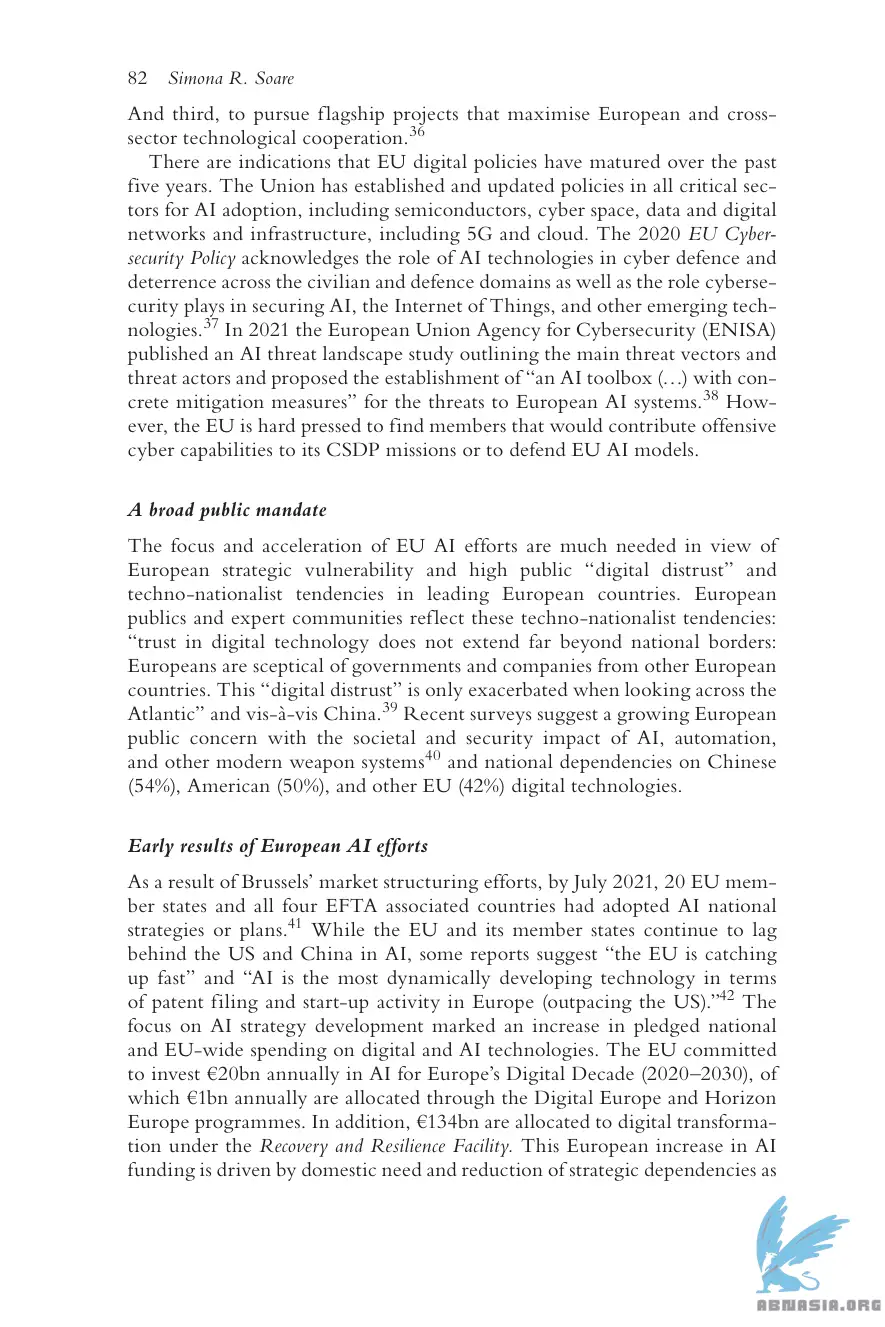 82 Simona R. Soare
And third, to pursue flagship projects that maximise European and cross-
sector technological cooperation.36
There are indications that EU digital policies have matured over the past
five years. The Union has established and updated policies in all critical sec-
tors for AI adoption, including semiconductors, cyber space, data and digital
networks and infrastructure, including 5G and cloud. The 2020 EU Cyber-
security Policy acknowledges the role of AI technologies in cyber defence and
deterrence across the civilian and defence domains as well as the role cyberse-
curity plays in securing AI, the Internet of Things, and other emerging tech-
nologies.37 In 2021 the European Union Agency for Cybersecurity (ENISA)
published an AI threat landscape study outlining the main threat vectors and
threat actors and proposed the establishment of “an AI toolbox (…) with con-
crete mitigation measures” for the threats to European AI systems.38 How-
ever, the EU is hard pressed to find members that would contribute offensive
cyber capabilities to its CSDP missions or to defend EU AI models.
A broad public mandate
The focus and acceleration of EU AI efforts are much needed in view of
European strategic vulnerability and high public “digital distrust” and
techno-nationalist tendencies in leading European countries. European
publics and expert communities reflect these techno-nationalist tendencies:
“trust in digital technology does not extend far beyond national borders:
Europeans are sceptical of governments and companies from other European
countries. This “digital distrust” is only exacerbated when looking across the
Atlantic” and vis-à-vis China.39 Recent surveys suggest a growing European
public concern with the societal and security impact of AI, automation,
and other modern weapon systems40 and national dependencies on Chinese
(54%), American (50%), and other EU (42%) digital technologies.
Early results of European AI efforts
As a result of Brussels’ market structuring efforts, by July 2021, 20 EU mem-
ber states and all four EFTA associated countries had adopted AI national
strategies or plans.41 While the EU and its member states continue to lag
behind the US and China in AI, some reports suggest “the EU is catching
up fast” and “AI is the most dynamically developing technology in terms
of patent filing and start-up activity in Europe (outpacing the US).”42 The
focus on AI strategy development marked an increase in pledged national
and EU-wide spending on digital and AI technologies. The EU committed
to invest €20bn annually in AI for Europe’s Digital Decade (2020–2030), of
which €1bn annually are allocated through the Digital Europe and Horizon
Europe programmes. In addition, €134bn are allocated to digital transforma-
tion under the Recovery and Resilience Facility. This European increase in AI
funding is driven by domestic need and reduction of strategic dependencies as
ABNASIA.ORG